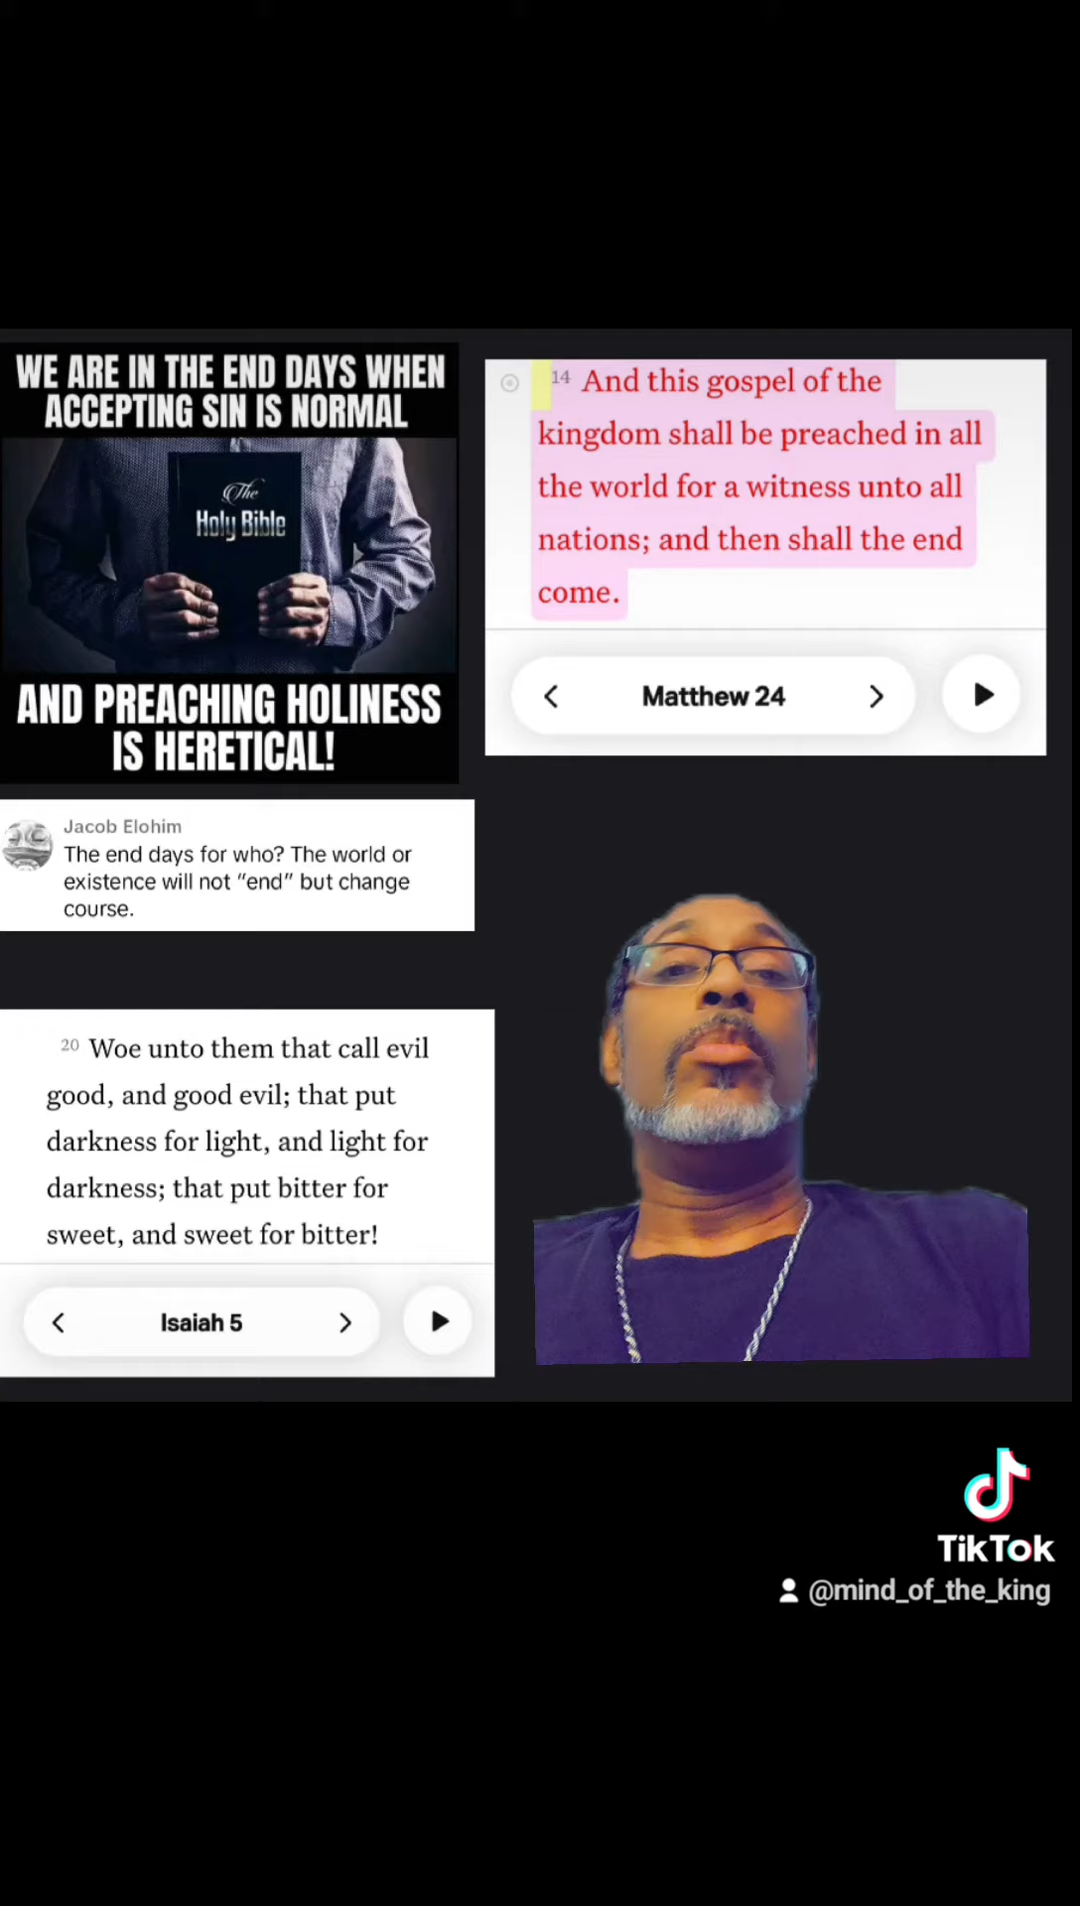 WE ARE IN THE END DAYS WHEN
ACCEPTING SIN IS NORMAL
The
Holy Bible
AND PREACHING HOLINESS
IS HERETICAL!
14 And this gospel of the
kingdom shall be preached in all
the world for a witness unto all
nations; and then shall the end
come.
Matthew 24
Jacob Elohim
The end days for who? The world or
existence will not “end” but change
course.
20 Woe unto them that call evil
good, and good evil; that put
darkness for light, and light for
darkness; that put bitter for
sweet, and sweet for bitter!
Isaiah 5
TikTok
@mind_of_the_king